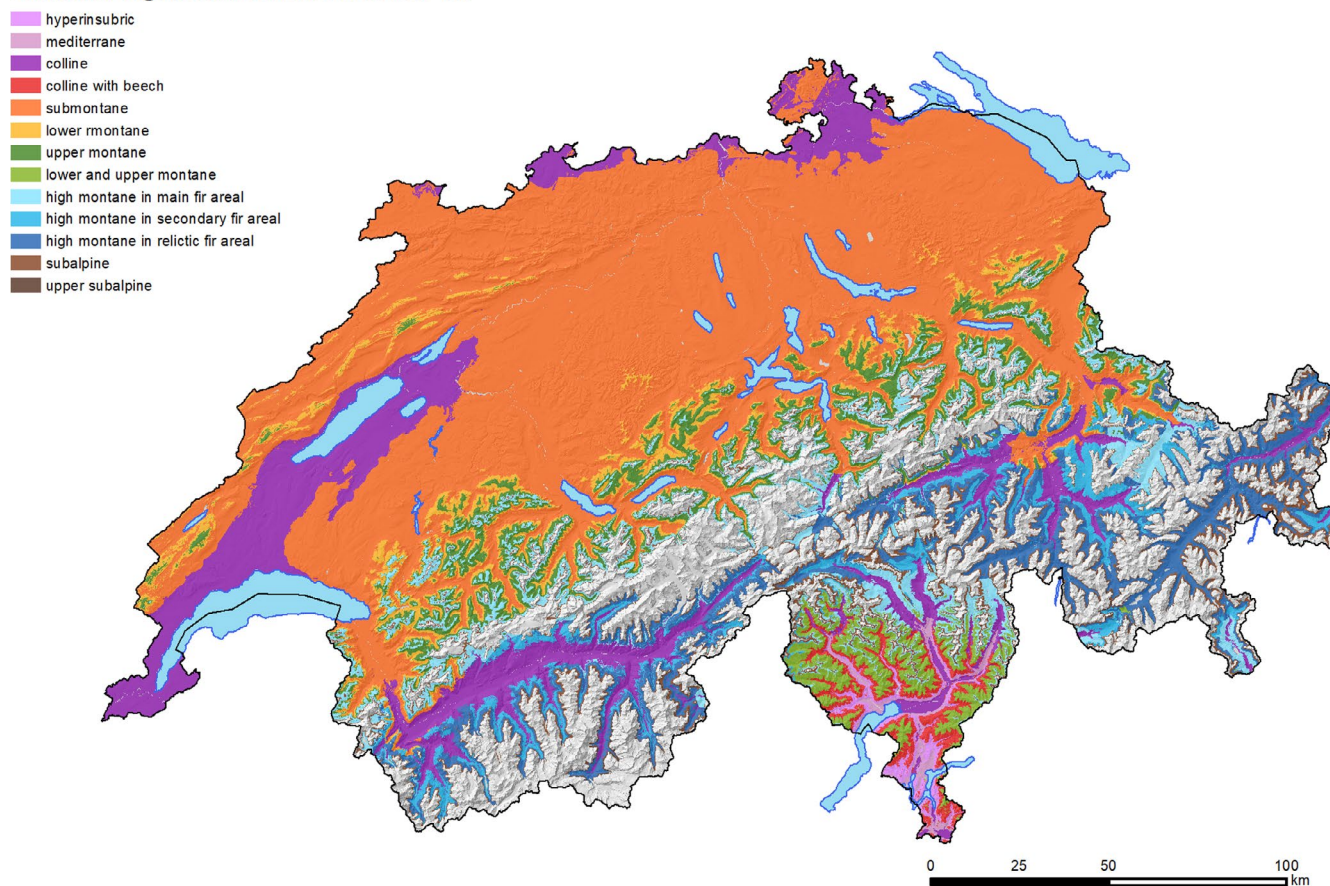 hyperinsubric
mediterrane
colline
colline with beech
submontane
lower rmontane
upper montane
lower and upper montane
high montane in main fir areal
high montane in secondary fir areal
high montane in relictic fir areal
subalpine
upper subalpine
0 25 50 100
km